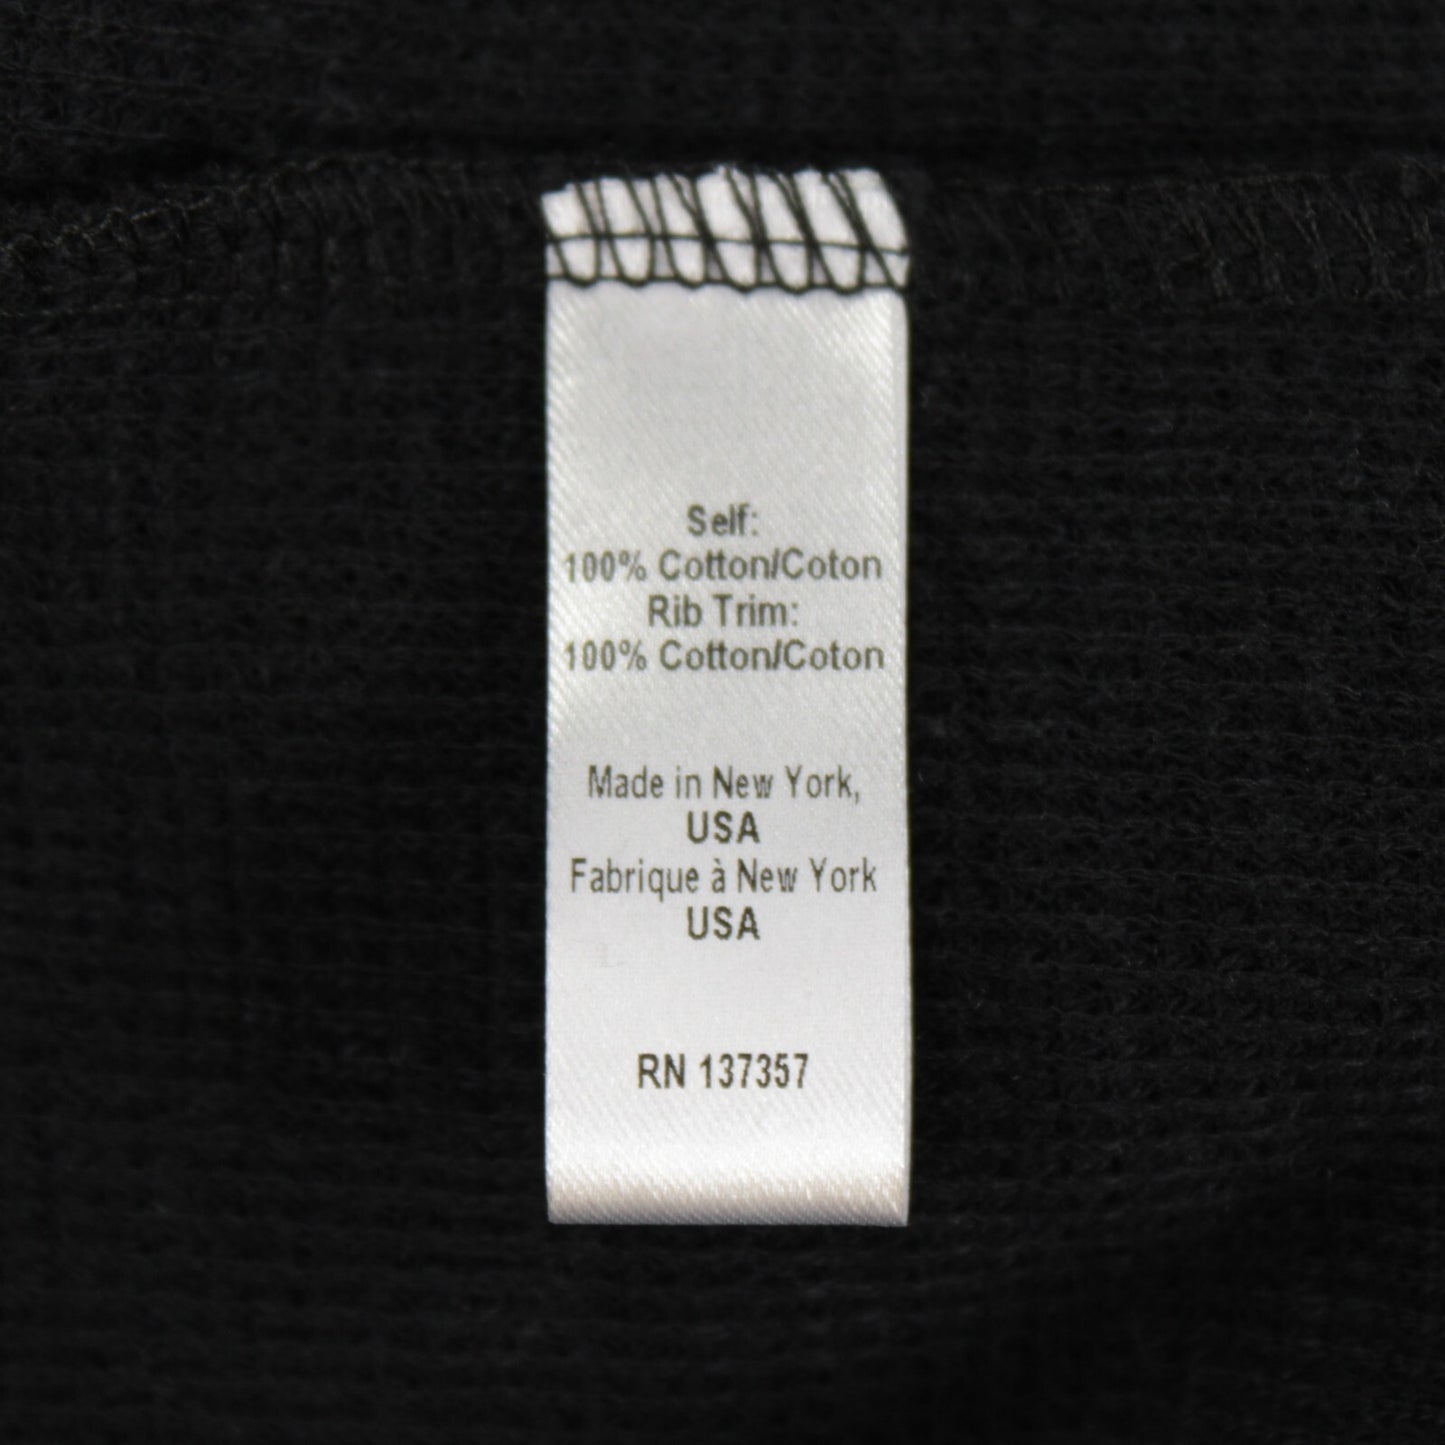 Self:
100% Cotton/Coton
Rib Trim:
100% Cotton/Coton
Made in New York,
USA
Fabrique à New York
USA
RN 137357